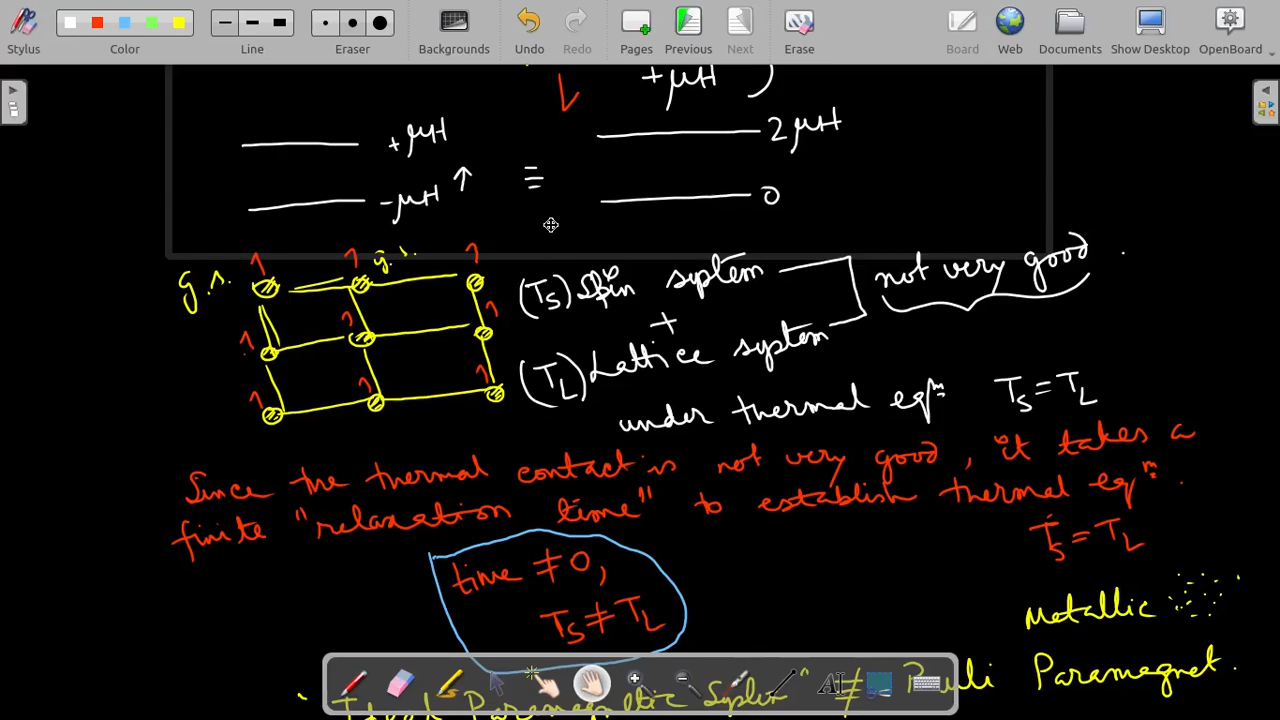 Stylus Color Line Eraser Backgrounds Undo Redo Pages Previous Next Erase Board Web Documents Show Desktop OpenBoard
+μH )
+μH
2μH
-μH ↑ ≡ 0
g.s. g.s.
(Ts) Spin system not very good.
+
(TL) Lattice system
under thermal eqm Ts = TL
Since the thermal contact is not very good, it takes a
finite "relaxation time" to establish thermal eqm.
Ts = TL
time ≠ 0,
Ts ≠ TL
Metallic
Paramagnetic System" ≠ Pauli Paramagnet.